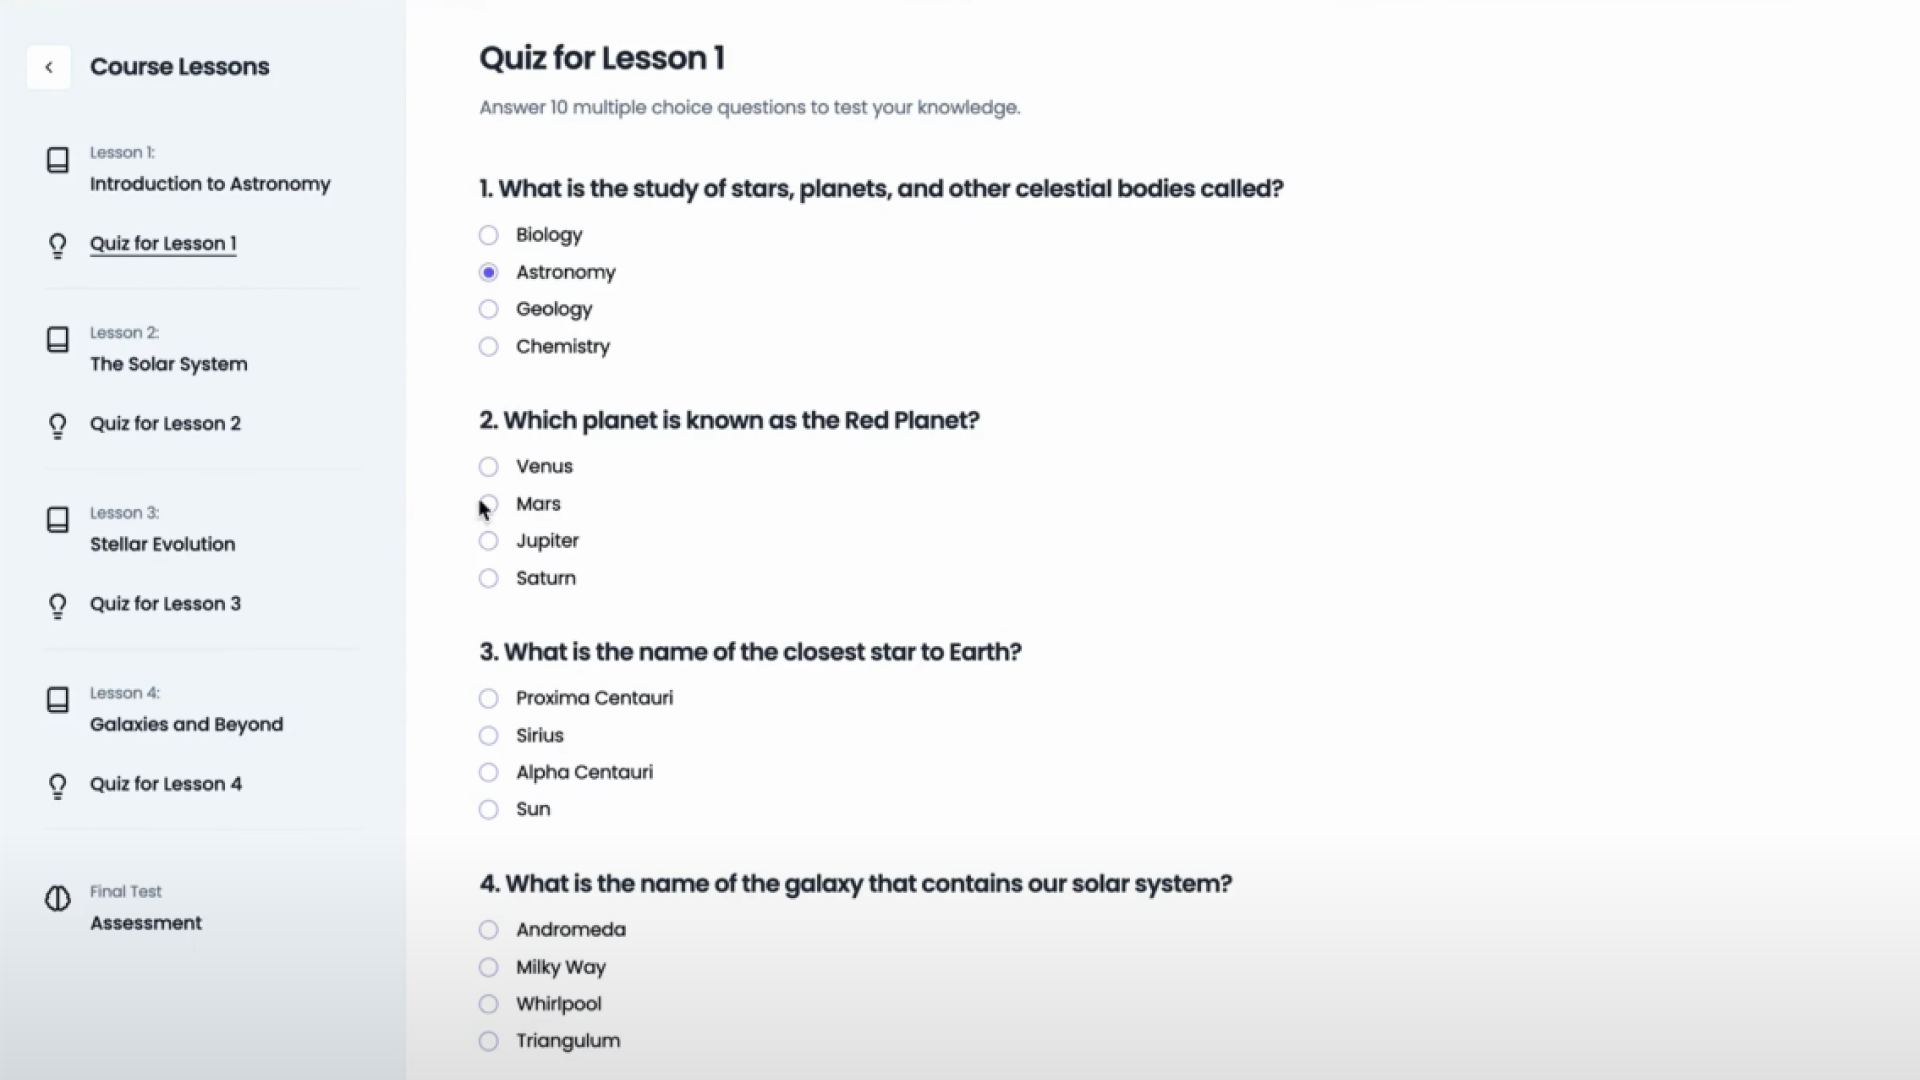 Course Lessons
Lesson 1:
Introduction to Astronomy
Quiz for Lesson 1
Lesson 2:
The Solar System
Quiz for Lesson 2
Lesson 3:
Stellar Evolution
Quiz for Lesson 3
Lesson 4:
Galaxies and Beyond
Quiz for Lesson 4
Final Test
Assessment
Quiz for Lesson 1
Answer 10 multiple choice questions to test your knowledge.
1. What is the study of stars, planets, and other celestial bodies called?
Biology
Astronomy
Geology
Chemistry
2. Which planet is known as the Red Planet?
Venus
Mars
Jupiter
Saturn
3. What is the name of the closest star to Earth?
Proxima Centauri
Sirius
Alpha Centauri
Sun
4. What is the name of the galaxy that contains our solar system?
Andromeda
Milky Way
Whirlpool
Triangulum